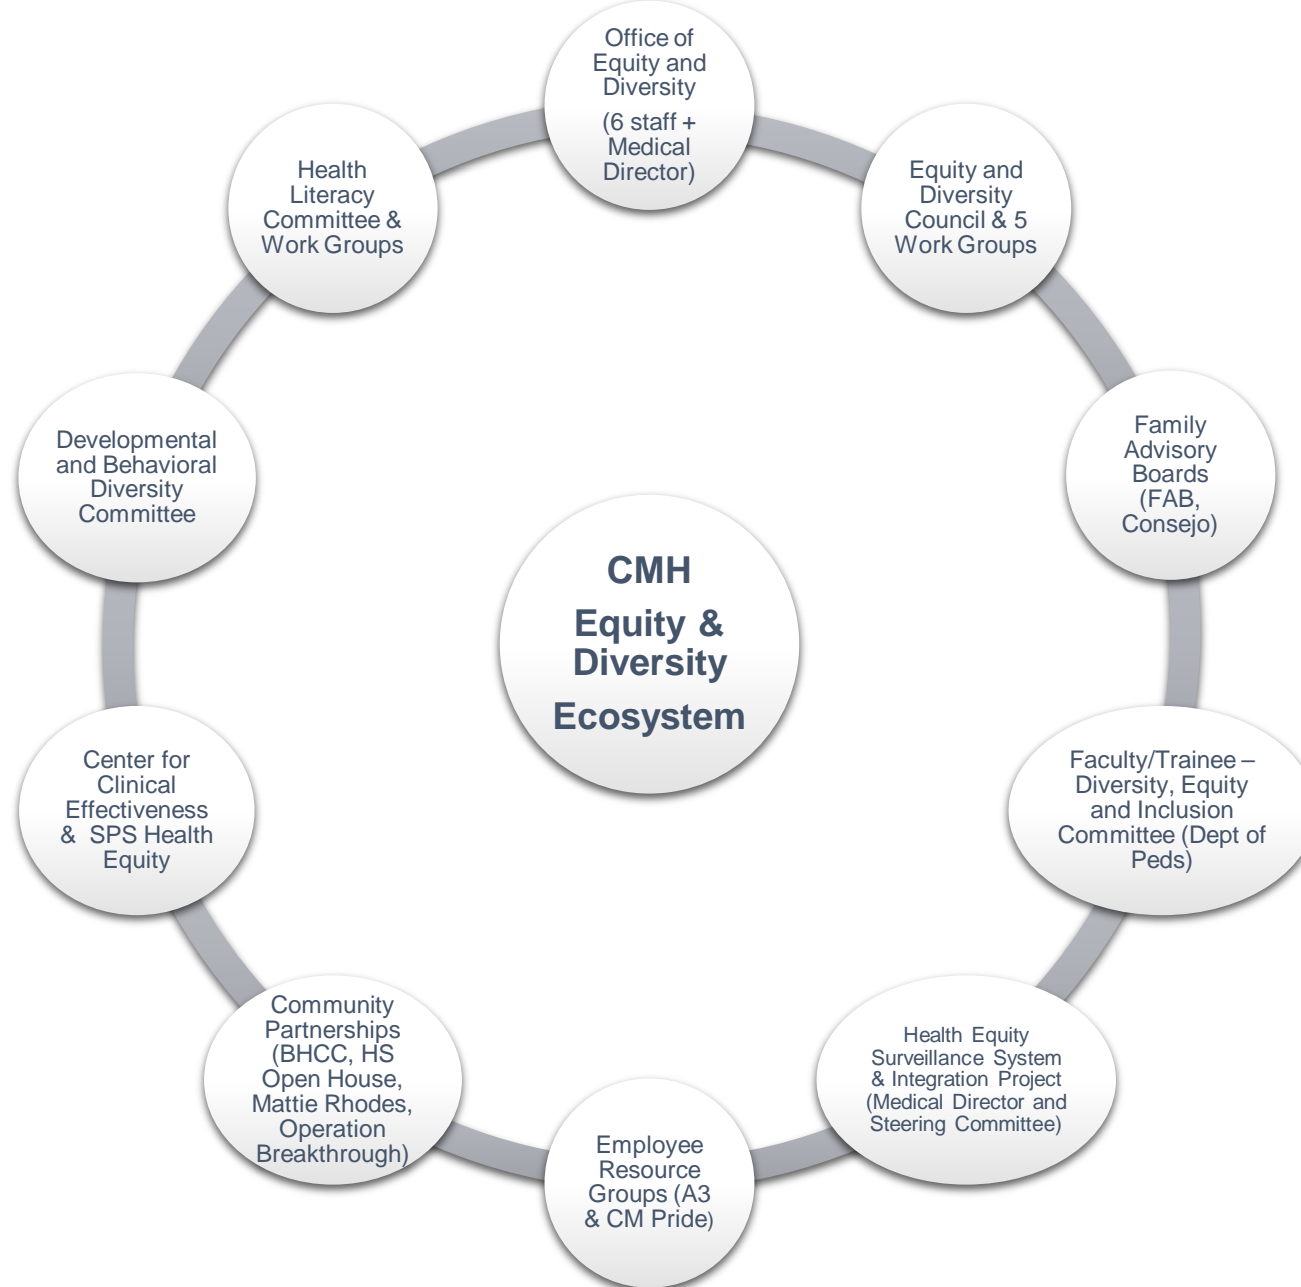 Office of
Equity and
Diversity
(6 staff +
Medical
Director)
Equity and
Diversity
Council & 5
Work Groups
Family
Advisory
Boards
(FAB,
Consejo)
Faculty/Trainee –
Diversity, Equity
and Inclusion
Committee (Dept of
Peds)
Health Equity
Surveillance System
& Integration Project
(Medical Director and
Steering Committee)
Employee
Resource
Groups (A3
& CM Pride)
Community
Partnerships
(BHCC, HS
Open House,
Mattie Rhodes,
Operation
Breakthrough)
Center for
Clinical
Effectiveness
& SPS Health
Equity
Developmental
and Behavioral
Diversity
Committee
Health
Literacy
Committee &
Work Groups
CMH
Equity &
Diversity
Ecosystem